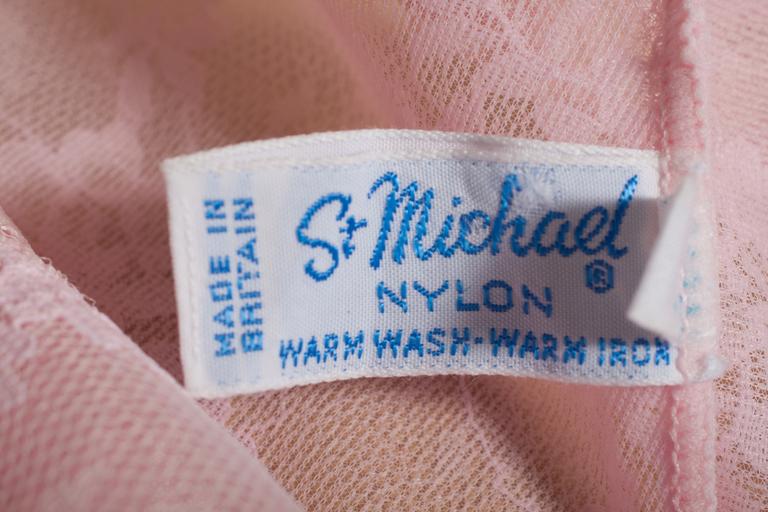 MADE IN
BRITAIN
St Michael
®
NYLON
WARM WASH-WARM IRON